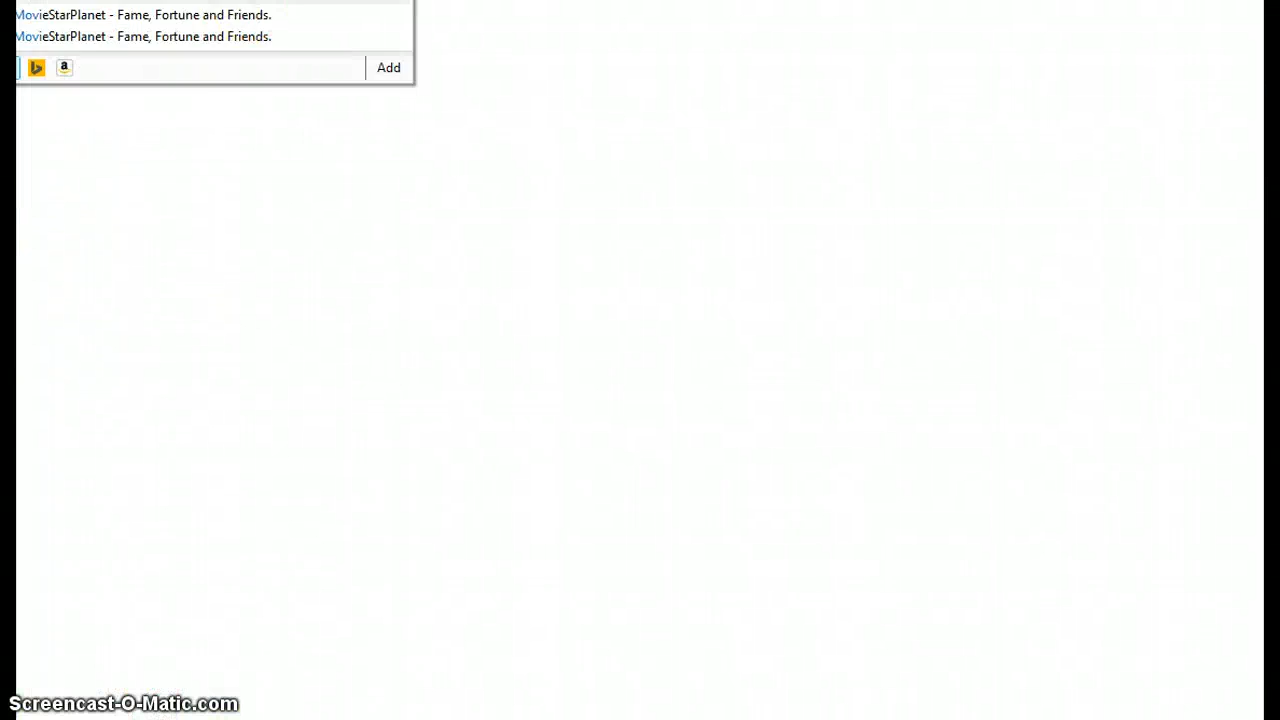 MovieStarPlanet - Fame, Fortune and Friends.
MovieStarPlanet - Fame, Fortune and Friends.
a
Add
Screencast-O-Matic.com